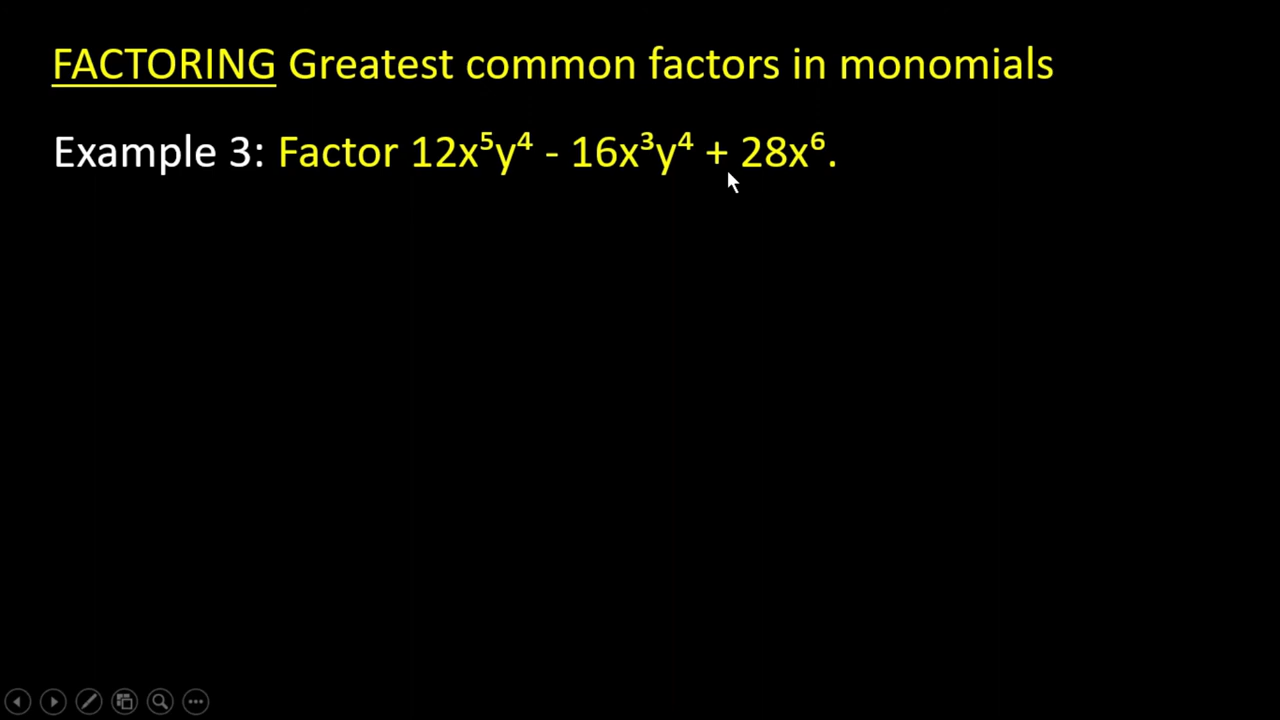 FACTORING Greatest common factors in monomials
Example 3: Factor 12x⁵y⁴ - 16x³y⁴ + 28x⁶.